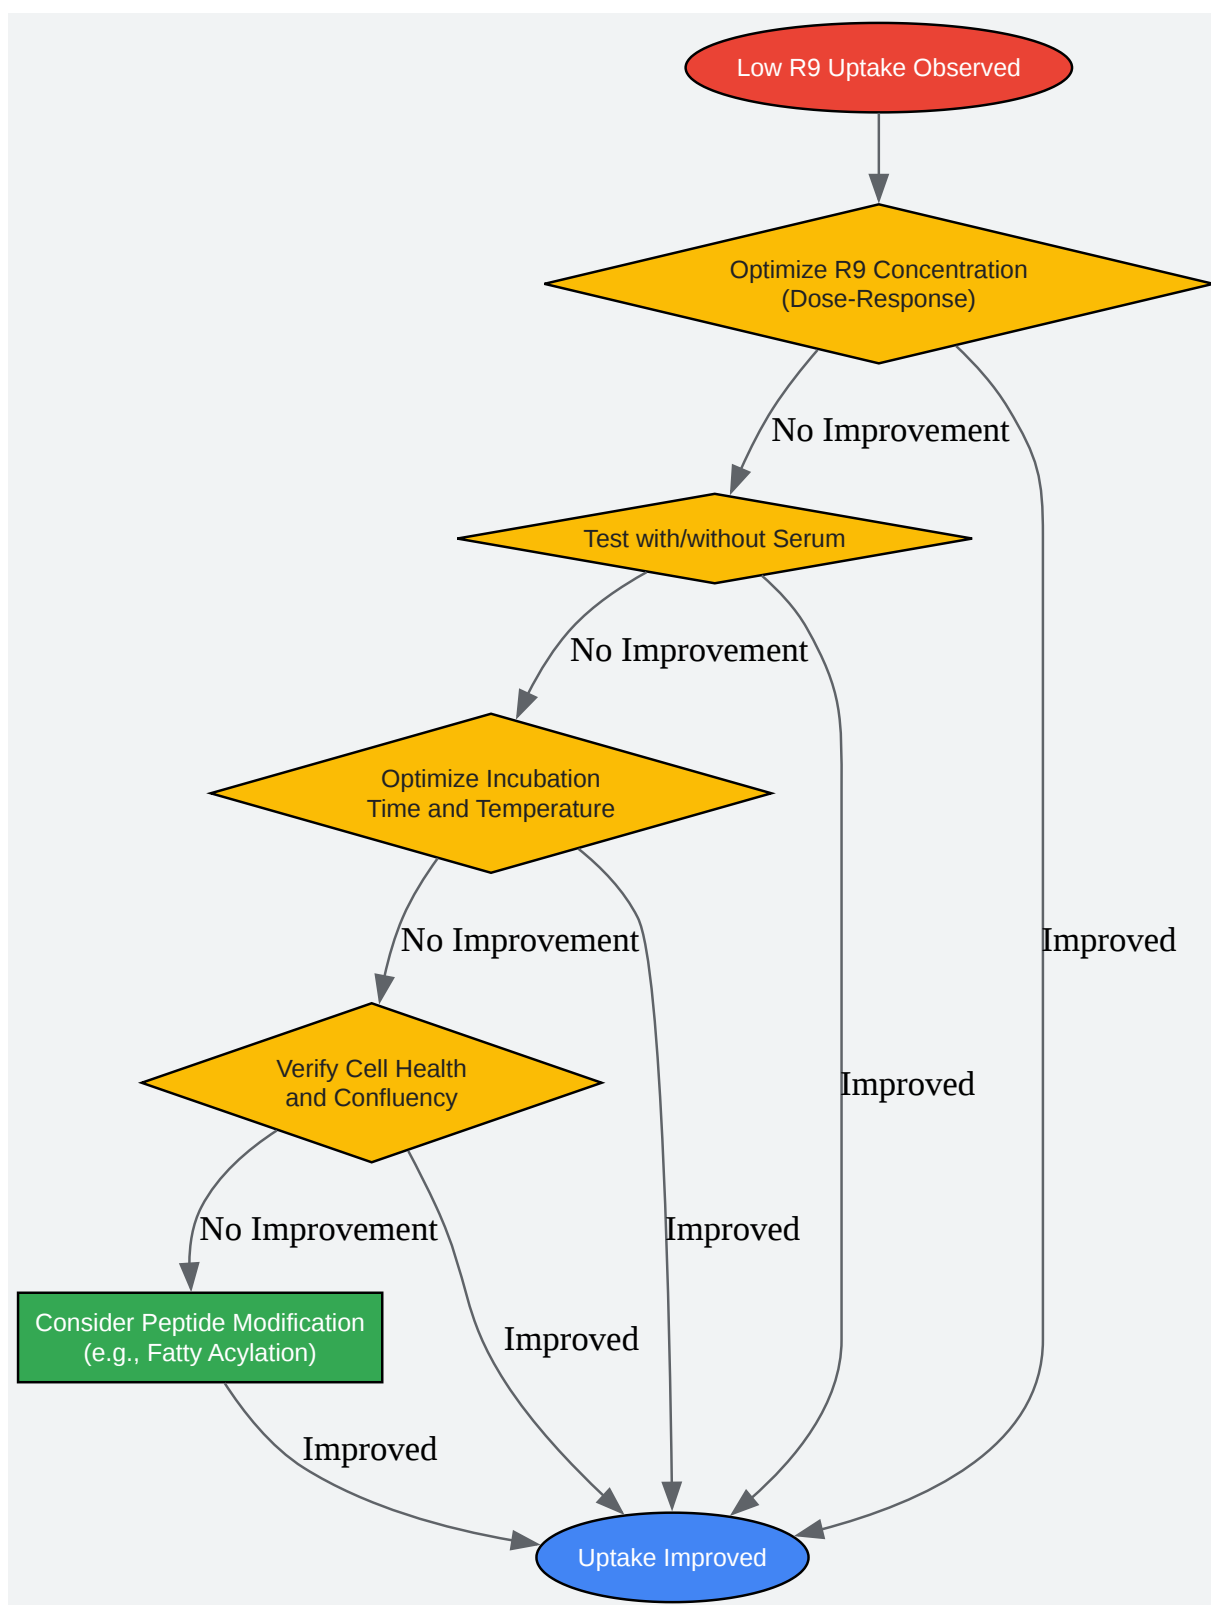 Low R9 Uptake Observed
Optimize R9 Concentration
(Dose-Response)
No Improvement
Test with/without Serum
No Improvement
Optimize Incubation
Time and Temperature
No Improvement
Improved
Verify Cell Health
and Confluency
Improved
No Improvement
Improved
Consider Peptide Modification
(e.g., Fatty Acylation)
Improved
Improved
Uptake Improved